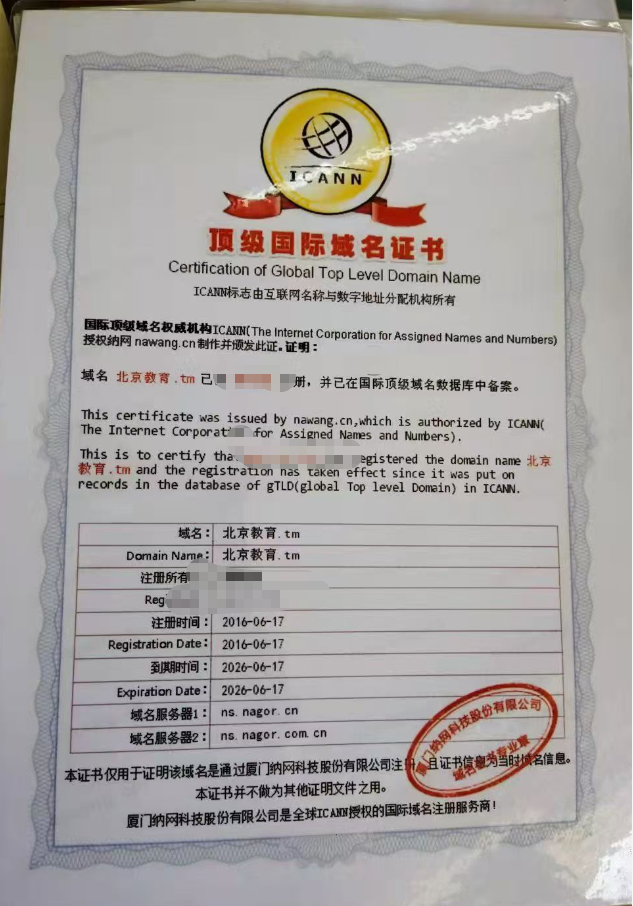 ICANN
顶级国际域名证书
Certification of Global Top Level Domain Name
ICANN标志由互联网名称与数字地址分配机构所有
国际顶级域名权威机构ICANN(The Internet Corporation for Assigned Names and Numbers)
授权纳网 nawang.cn 制作并颁发此证.证明：
域名 北京教育.tm 已 册，并已在国际顶级域名数据库中备案。
This certificate was issued by nawang.cn,which is authorized by ICANN(
The Internet Corporation for Assigned Names and Numbers).
This is to certify that registered the domain name 北京
教育.tm and the registration has taken effect since it was put on
records in the database of gTLD(global Top level Domain) in ICANN.
域名： 北京教育.tm
Domain Name： 北京教育.tm
注册所有
注册时间： 2016-06-17
Registration Date： 2016-06-17
到期时间： 2026-06-17
Expiration Date： 2026-06-17
域名服务器1： ns.nagor.cn
域名服务器2： ns.nagor.com.cn
厦门纳网科技股份有限公司
域名证书专业章
本证书仅用于证明该域名是通过厦门纳网科技股份有限公司注 且证书信息为当时域名信息。
本证书并不做为其他证明文件之用。
厦门纳网科技股份有限公司是全球ICANN授权的国际域名注册服务商！